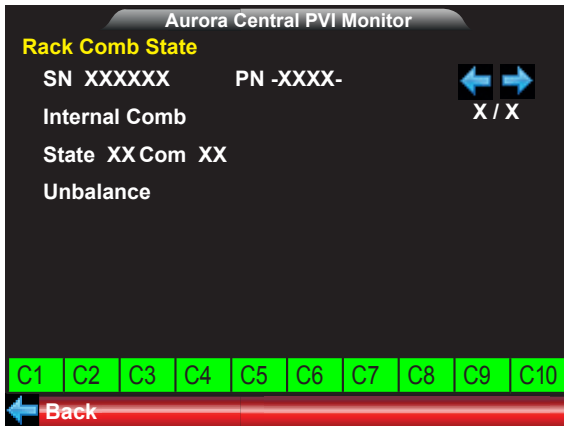 Aurora Central PVI Monitor
Rack Comb State
SN XXXXXX PN -XXXX-
Internal Comb X / X
State XX Com XX
Unbalance
C1 C2 C3 C4 C5 C6 C7 C8 C9 C10
Back